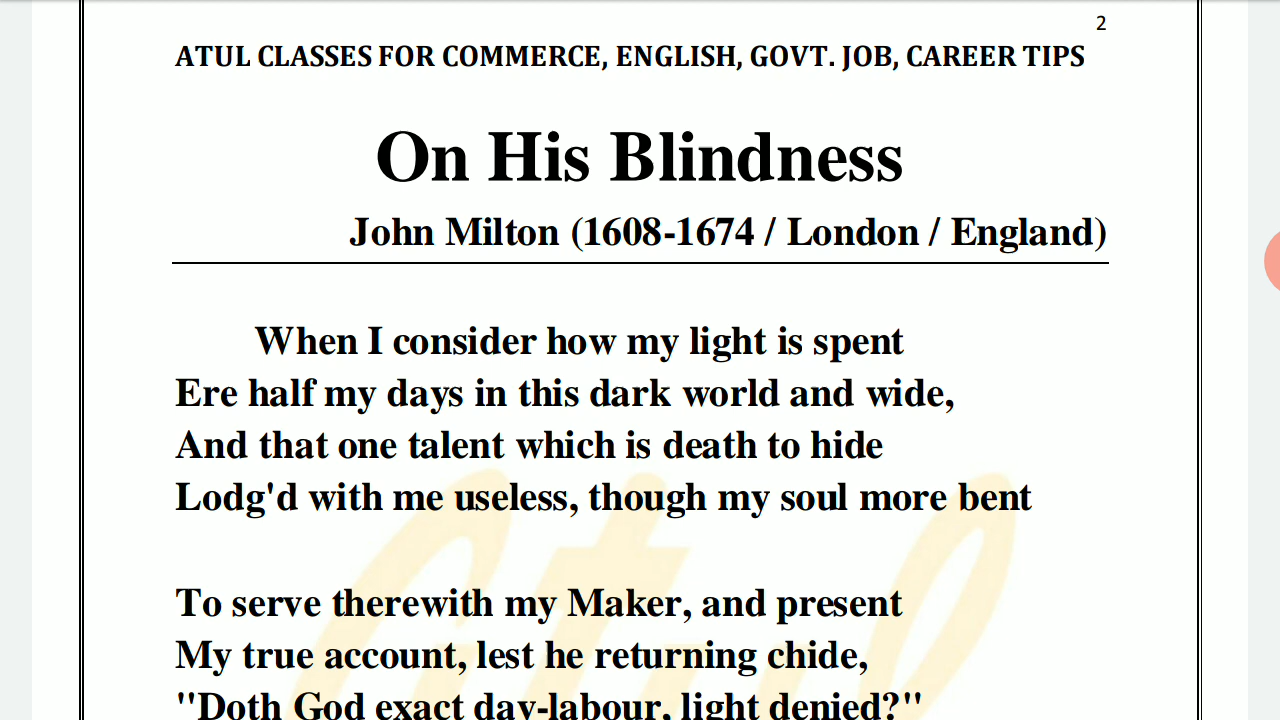 2
ATUL CLASSES FOR COMMERCE, ENGLISH, GOVT. JOB, CAREER TIPS
On His Blindness
John Milton (1608-1674 / London / England)
When I consider how my light is spent
Ere half my days in this dark world and wide,
And that one talent which is death to hide
Lodg'd with me useless, though my soul more bent
To serve therewith my Maker, and present
My true account, lest he returning chide,
"Doth God exact day-labour, light denied?"
Atul